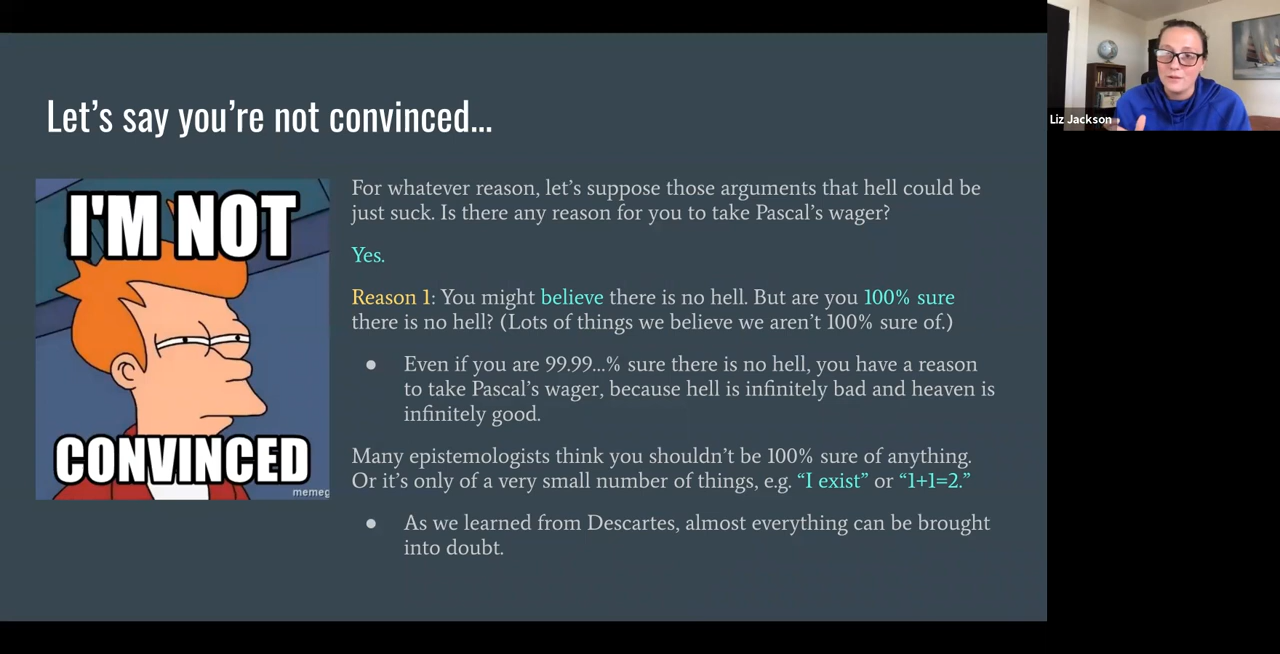 Let’s say you’re not convinced...
I'M NOT
CONVINCED
memeg
For whatever reason, let’s suppose those arguments that hell could be
just suck. Is there any reason for you to take Pascal’s wager?
Yes.
Reason 1: You might believe there is no hell. But are you 100% sure
there is no hell? (Lots of things we believe we aren’t 100% sure of.)
● Even if you are 99.99...% sure there is no hell, you have a reason
to take Pascal’s wager, because hell is infinitely bad and heaven is
infinitely good.
Many epistemologists think you shouldn’t be 100% sure of anything.
Or it’s only of a very small number of things, e.g. “I exist” or “1+1=2.”
● As we learned from Descartes, almost everything can be brought
into doubt.
Liz Jackson